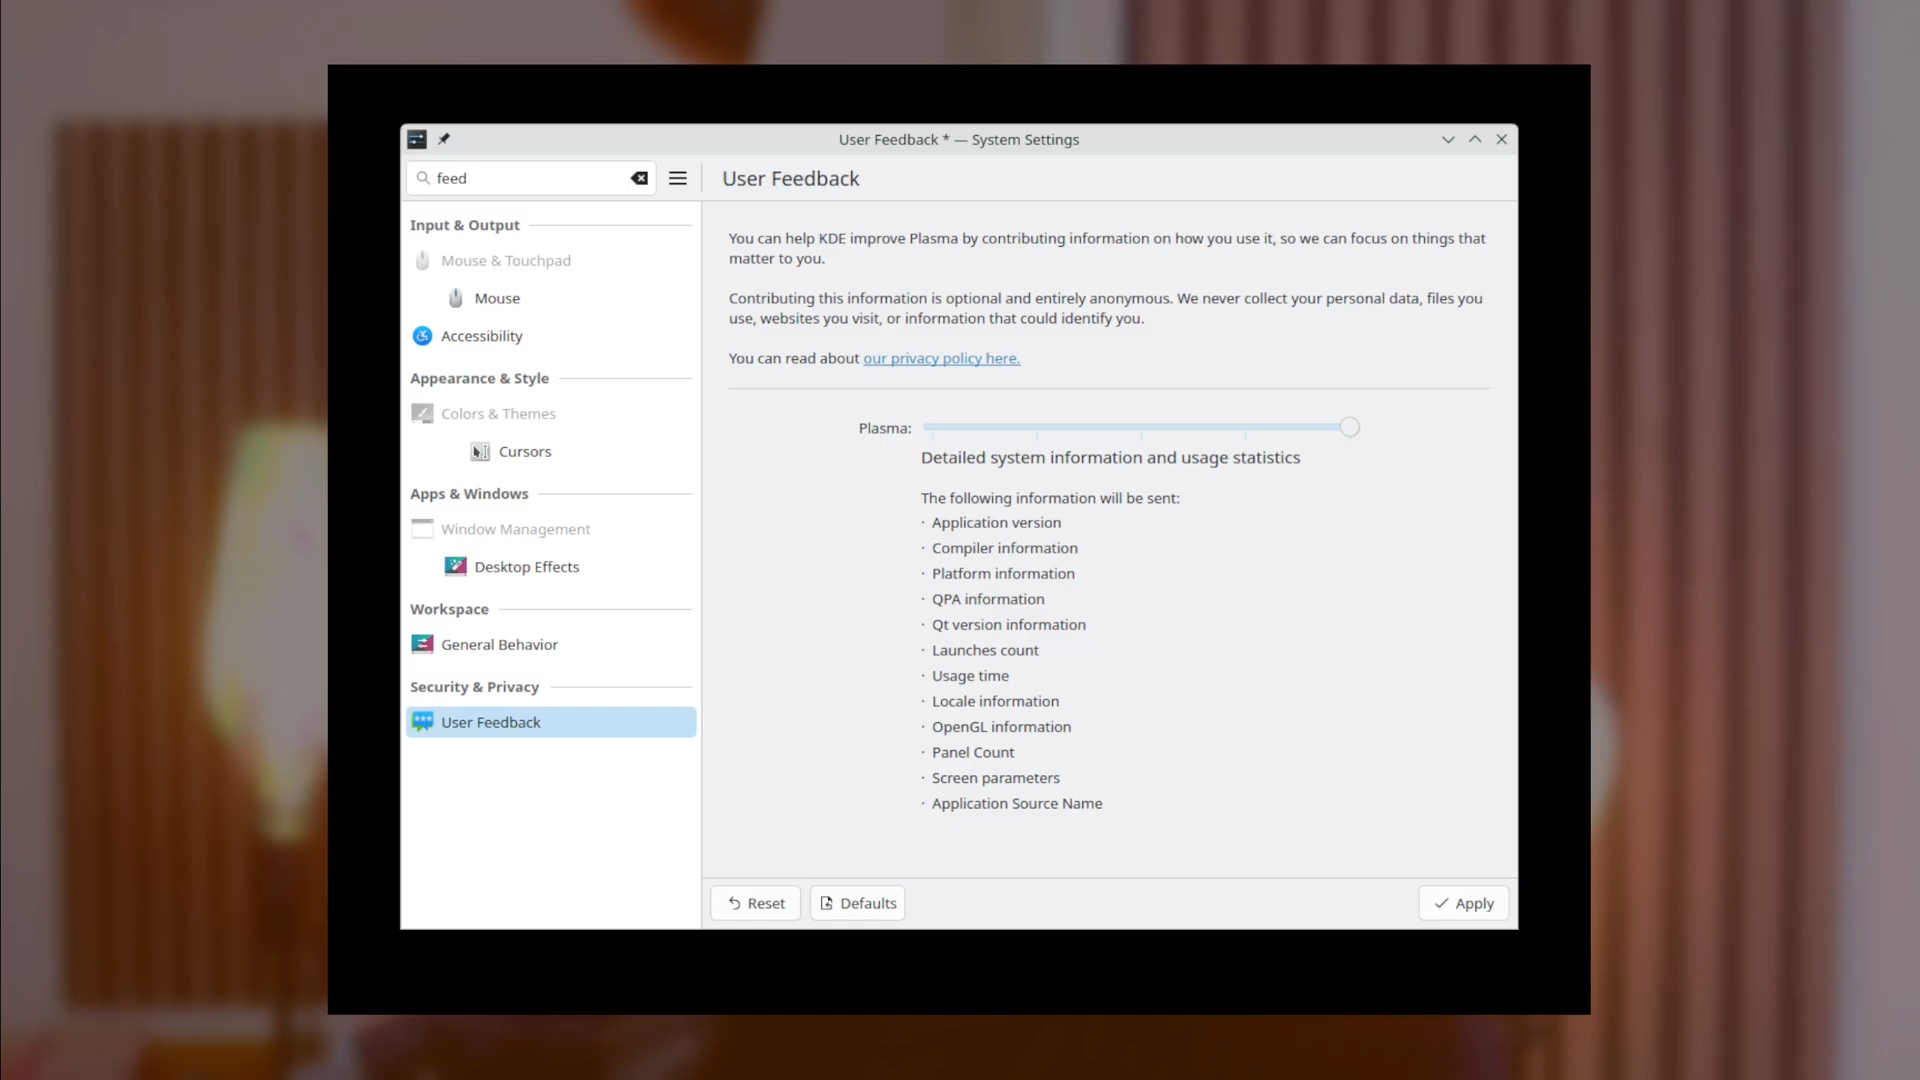 User Feedback * — System Settings
feed
User Feedback
Input & Output
Mouse & Touchpad
Mouse
Accessibility
Appearance & Style
Colors & Themes
Cursors
Apps & Windows
Window Management
Desktop Effects
Workspace
General Behavior
Security & Privacy
User Feedback
You can help KDE improve Plasma by contributing information on how you use it, so we can focus on things that
matter to you.
Contributing this information is optional and entirely anonymous. We never collect your personal data, files you
use, websites you visit, or information that could identify you.
You can read about our privacy policy here.
Plasma:
Detailed system information and usage statistics
The following information will be sent:
· Application version
· Compiler information
· Platform information
· QPA information
· Qt version information
· Launches count
· Usage time
· Locale information
· OpenGL information
· Panel Count
· Screen parameters
· Application Source Name
Reset
Defaults
Apply